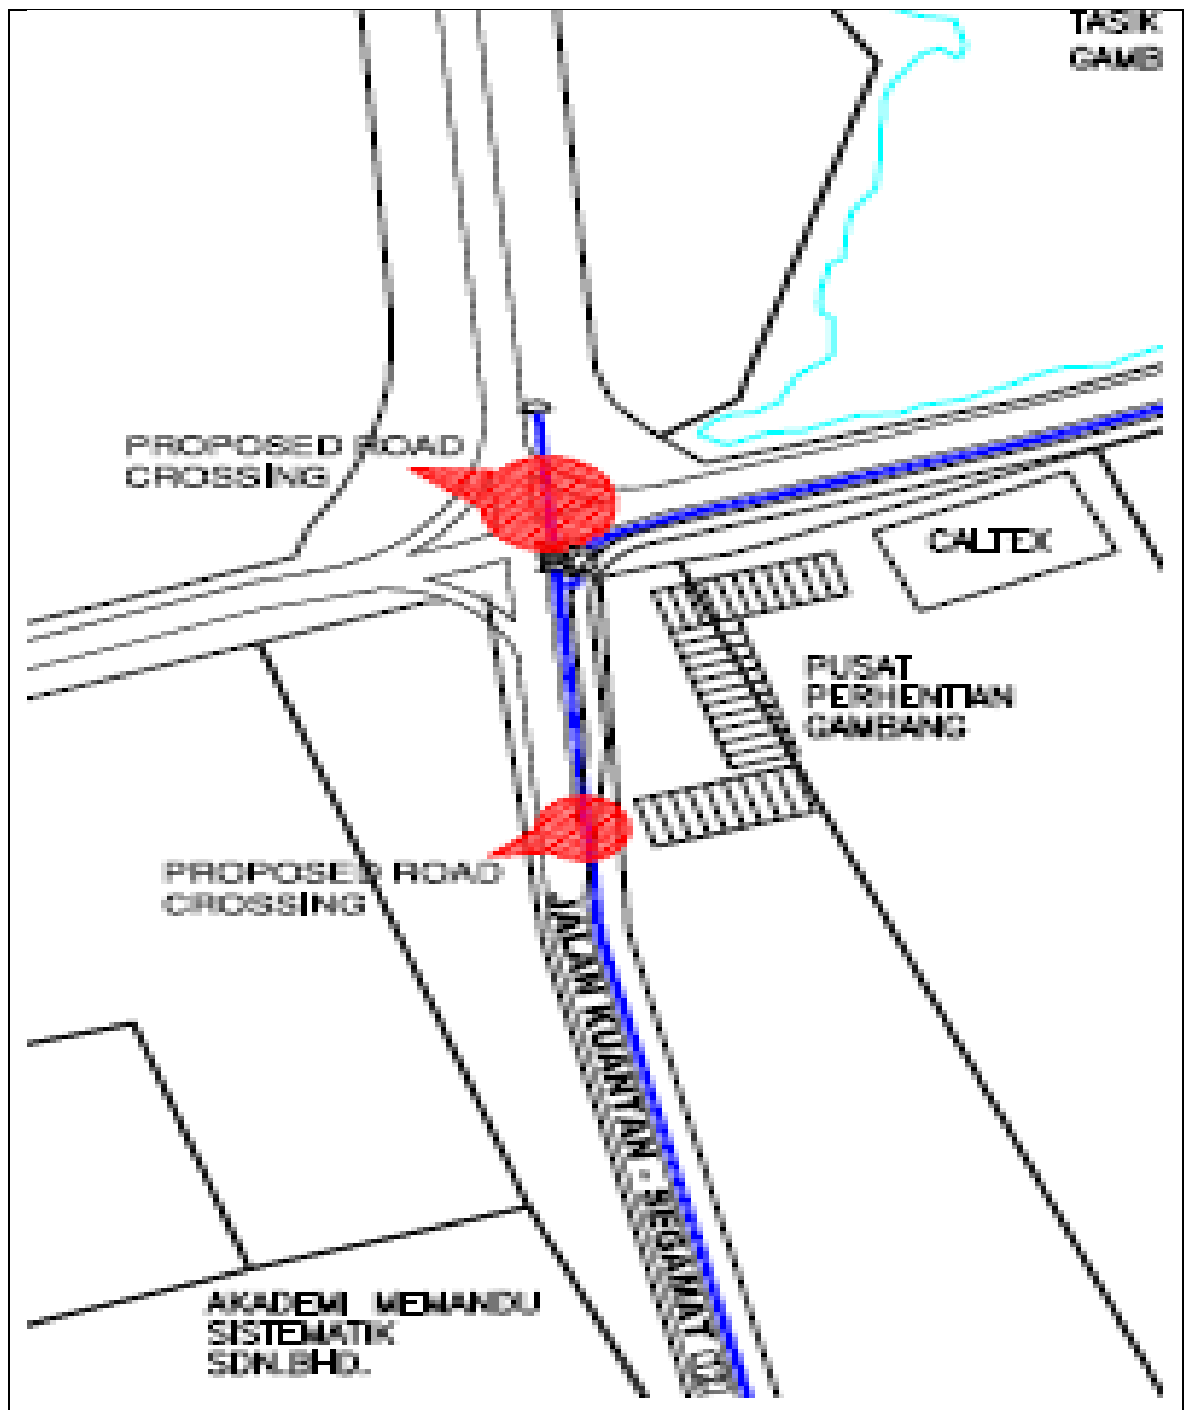 TASIK
GAMB
PROPOSED ROAD
CROSSING
CALTEX
PUSAT
PERHENTIAN
GAMBANG
PROPOSED ROAD
CROSSING
JALAN KUANTAN - SEGAMAT
AKADEMI MEMANDU
SISTEMATIK
SDN.BHD.